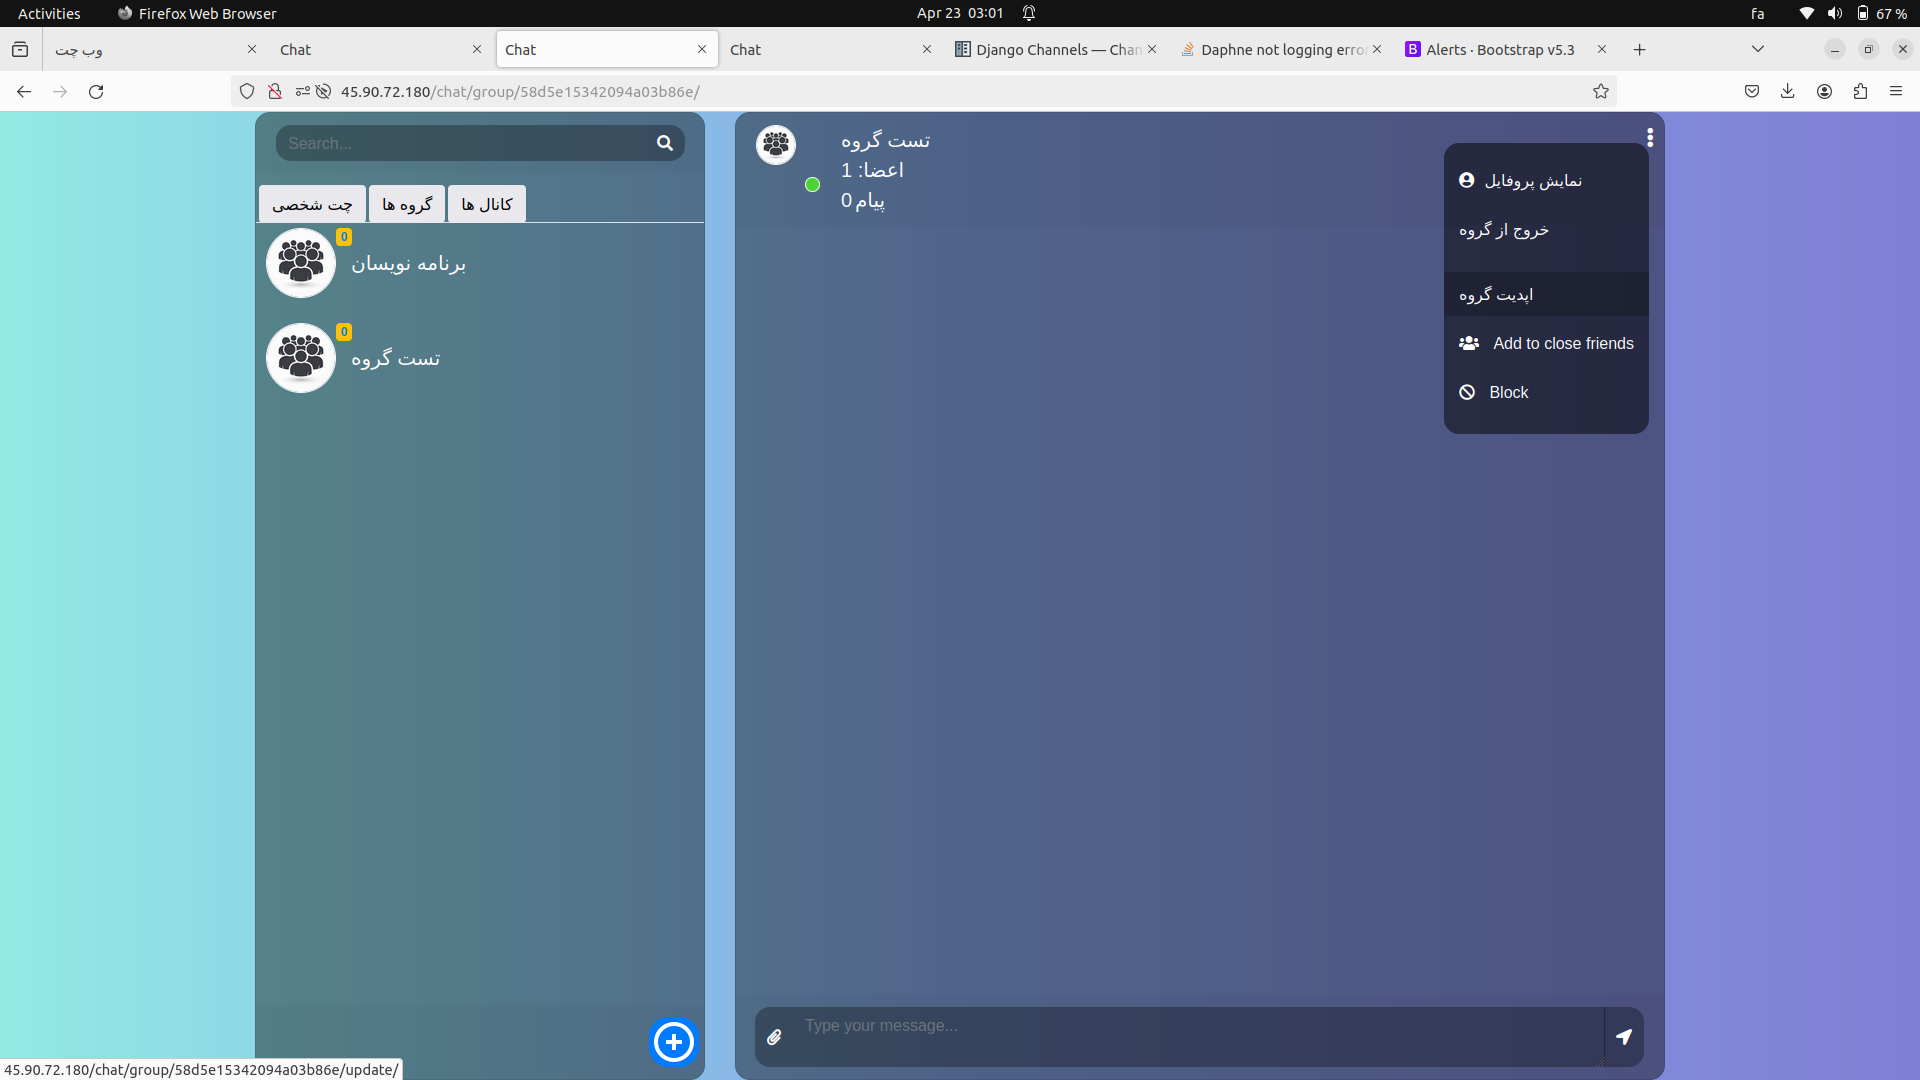 Activities
Firefox Web Browser
Apr 23 03:01
fa
67 %
وب چت
Chat
Chat
Chat
Django Channels — Chan
Daphne not logging error
B Alerts · Bootstrap v5.3
45.90.72.180/chat/group/58d5e15342094a03b86e/
Search...
چت شخصی
گروه ها
کانال ها
0
برنامه نویسان
0
تست گروه
تست گروه
اعضا: 1
0 پیام
نمایش پروفایل
خروج از گروه
اپدیت گروه
Add to close friends
Block
Type your message...
45.90.72.180/chat/group/58d5e15342094a03b86e/update/